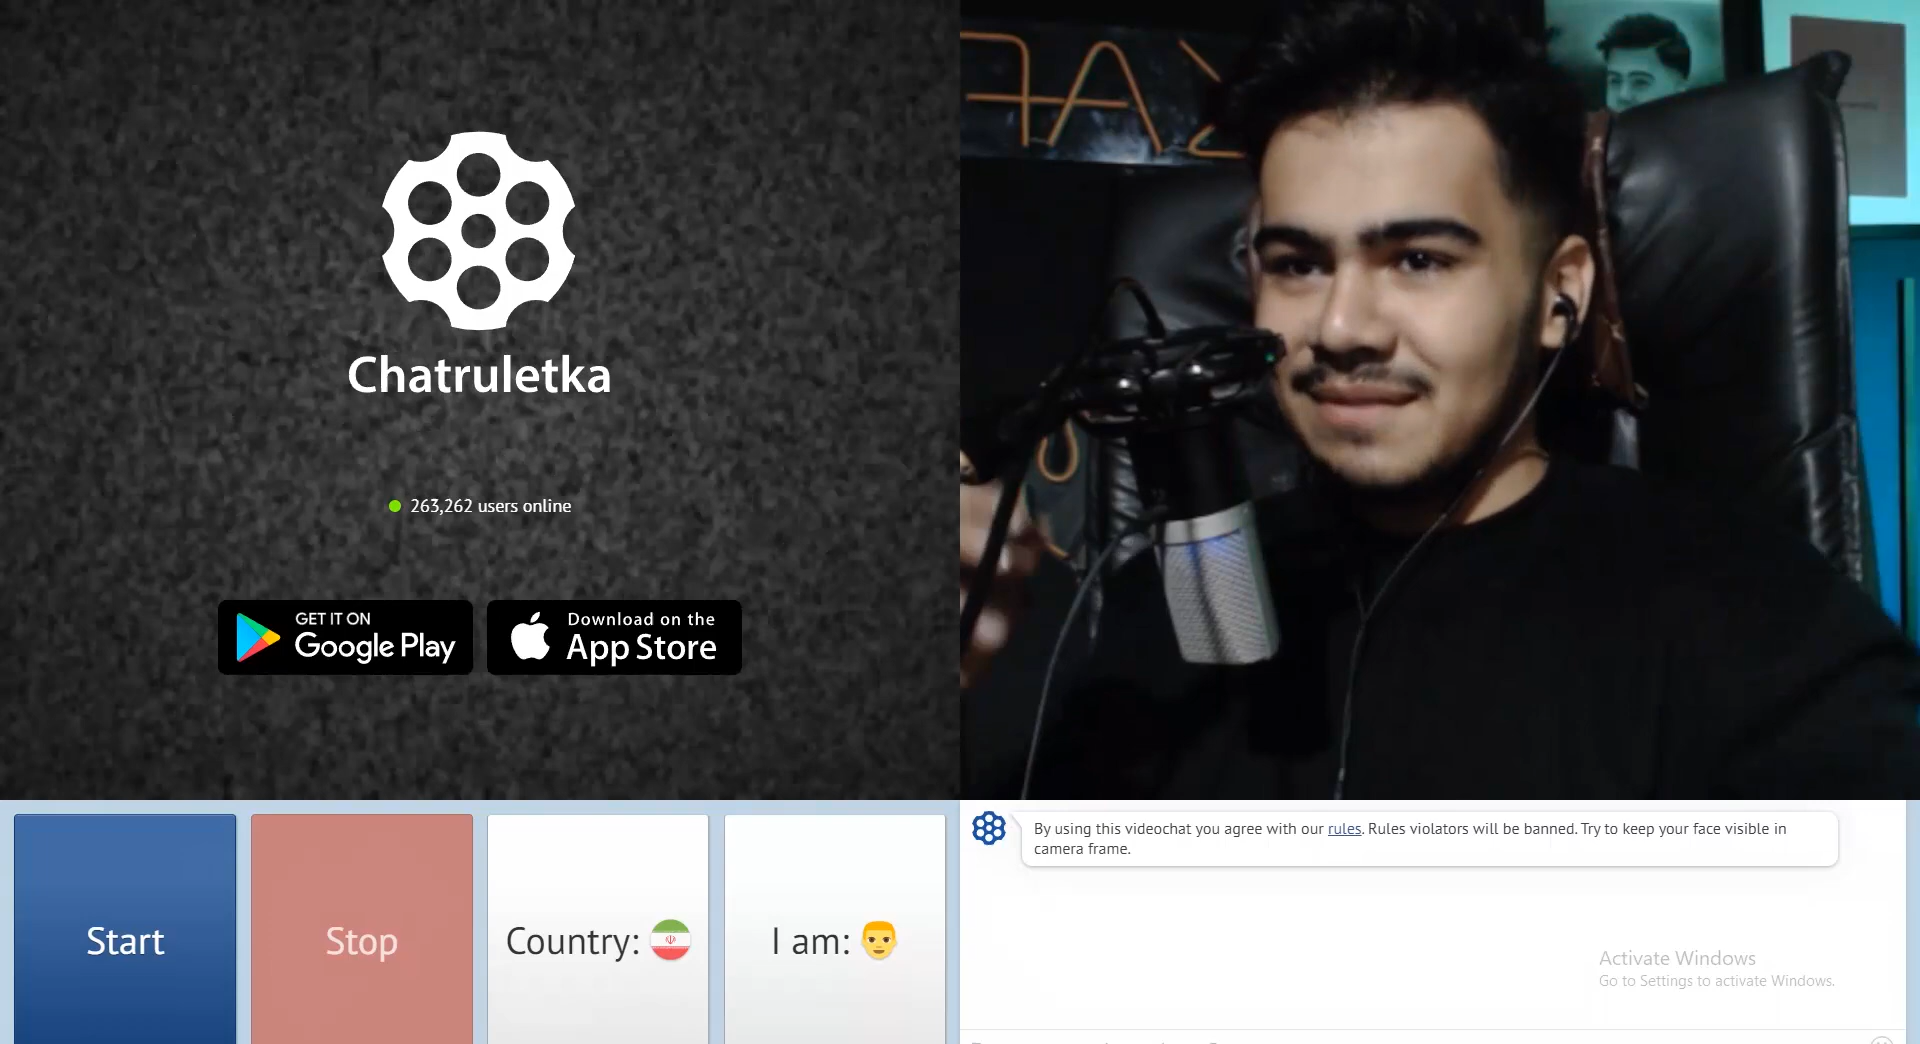 Chatruletka
263,262 users online
GET IT ON
Google Play
Download on the
App Store
Start
Stop
Country:
I am:
By using this videochat you agree with our rules. Rules violators will be banned. Try to keep your face visible in
camera frame.
Activate Windows
Go to Settings to activate Windows.